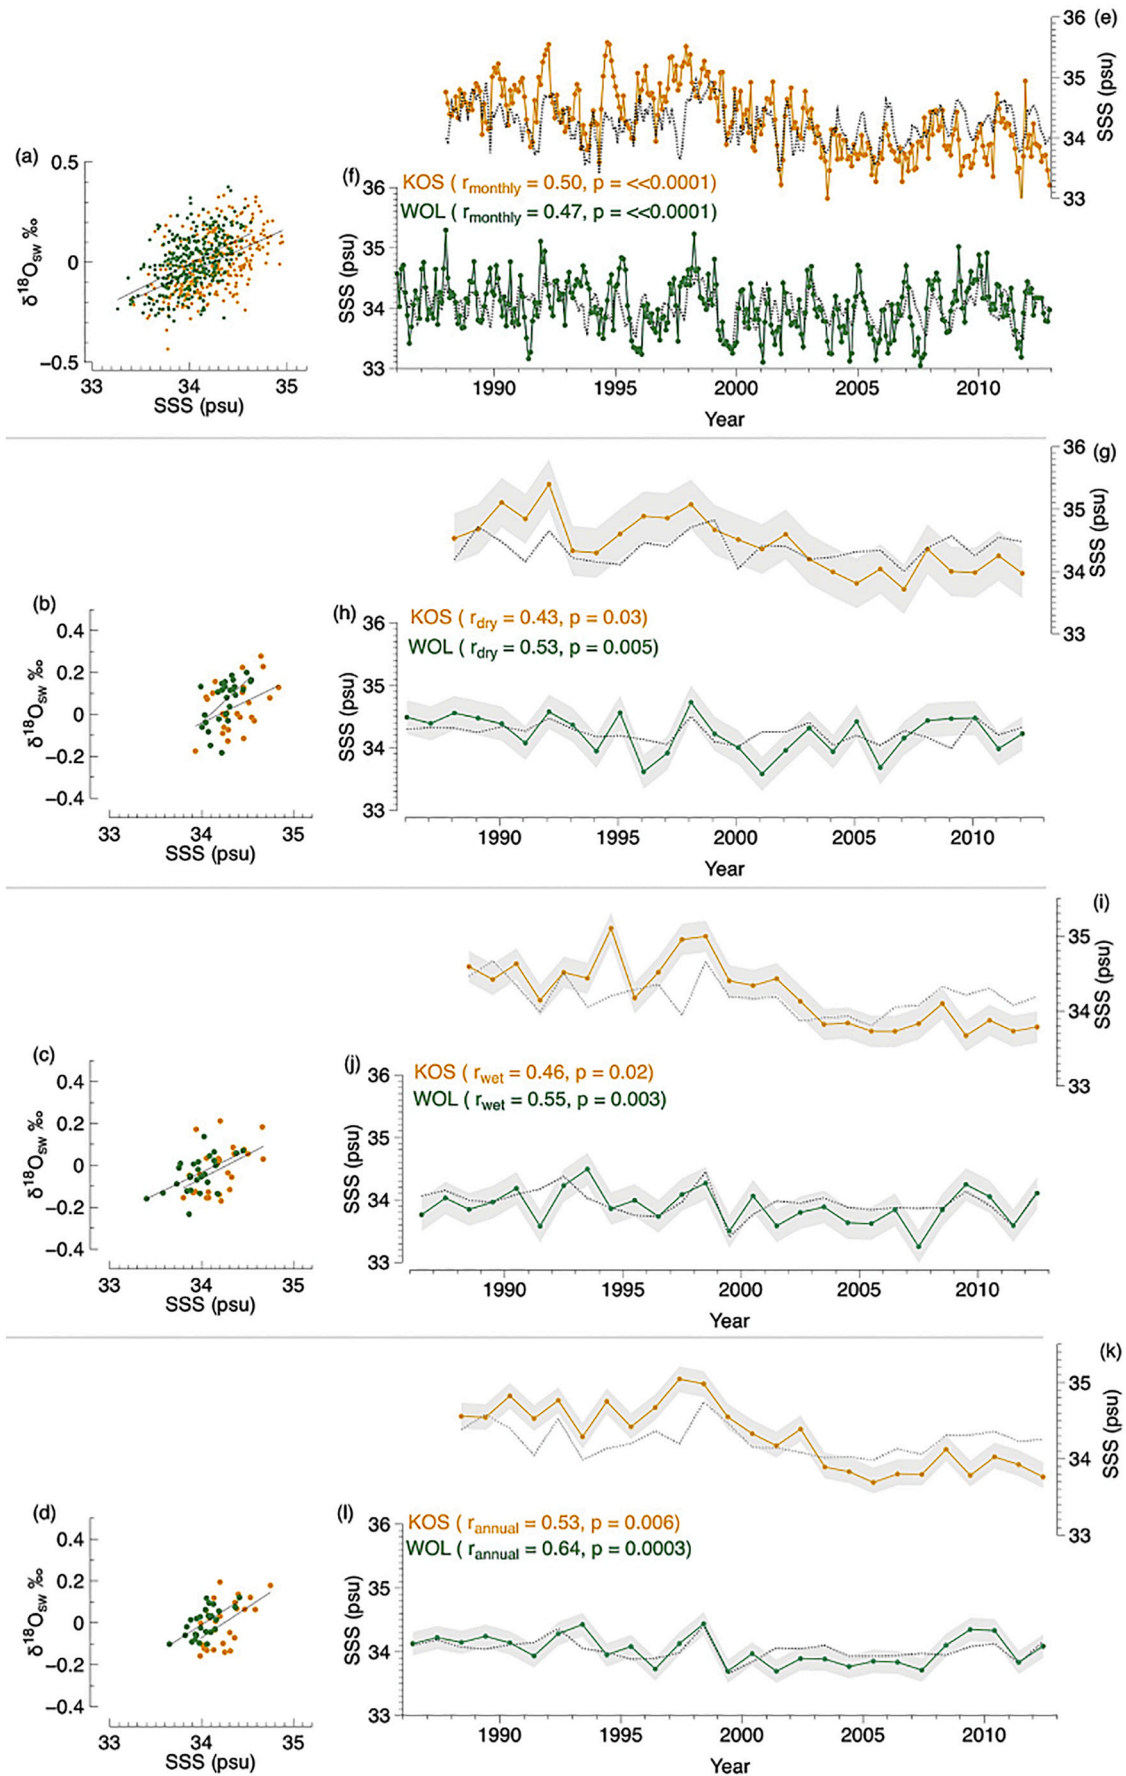 36 (e)
35
SSS (psu)
34
33
(a)
0.5
0
−0.5
δ18OSW ‰
33 34 35
SSS (psu)
(f)
KOS ( rmonthly = 0.50, p = <<0.0001)
WOL ( rmonthly = 0.47, p = <<0.0001)
36
35
34
33
SSS (psu)
1990 1995 2000 2005 2010
Year
36 (g)
35
SSS (psu)
34
33
(b)
0.4
0.2
0
−0.2
−0.4
δ18OSW ‰
33 34 35
SSS (psu)
(h)
KOS ( rdry = 0.43, p = 0.03)
WOL ( rdry = 0.53, p = 0.005)
36
35
34
33
SSS (psu)
1990 1995 2000 2005 2010
Year
(i)
35
SSS (psu)
34
33
(c)
0.4
0.2
0
−0.2
−0.4
δ18OSW ‰
33 34 35
SSS (psu)
(j)
KOS ( rwet = 0.46, p = 0.02)
WOL ( rwet = 0.55, p = 0.003)
36
35
34
33
SSS (psu)
1990 1995 2000 2005 2010
Year
(k)
35
SSS (psu)
34
33
(d)
0.4
0.2
0
−0.2
−0.4
δ18OSW ‰
33 34 35
SSS (psu)
(l)
KOS ( rannual = 0.53, p = 0.006)
WOL ( rannual = 0.64, p = 0.0003)
36
35
34
33
SSS (psu)
1990 1995 2000 2005 2010
Year